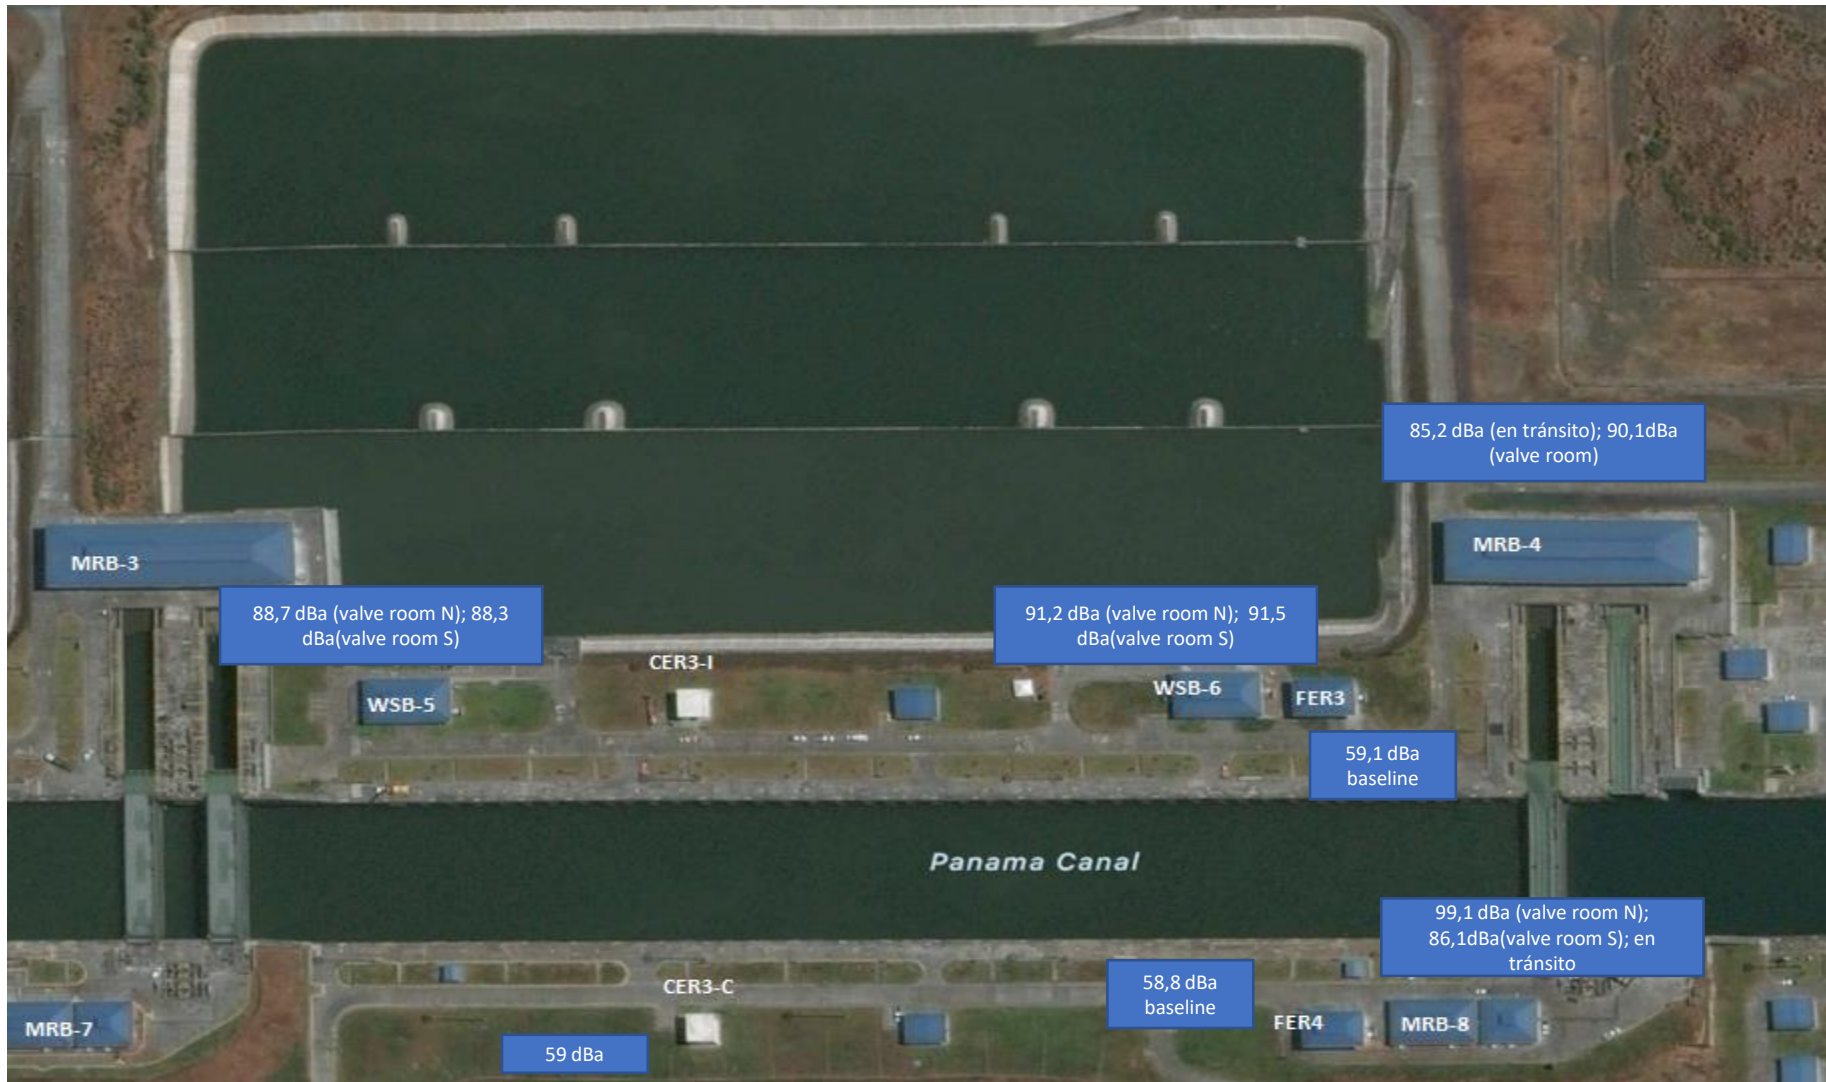 85,2 dBa (en tránsito); 90,1dBa
(valve room)
MRB-3
MRB-4
88,7 dBa (valve room N); 88,3
dBa(valve room S)
91,2 dBa (valve room N);  91,5
dBa(valve room S)
CER3-I
WSB-5
WSB-6
FER3
59,1 dBa
baseline
Panama Canal
99,1 dBa (valve room N);
86,1dBa(valve room S); en
tránsito
58,8 dBa
baseline
CER3-C
MRB-7
FER4
MRB-8
59 dBa